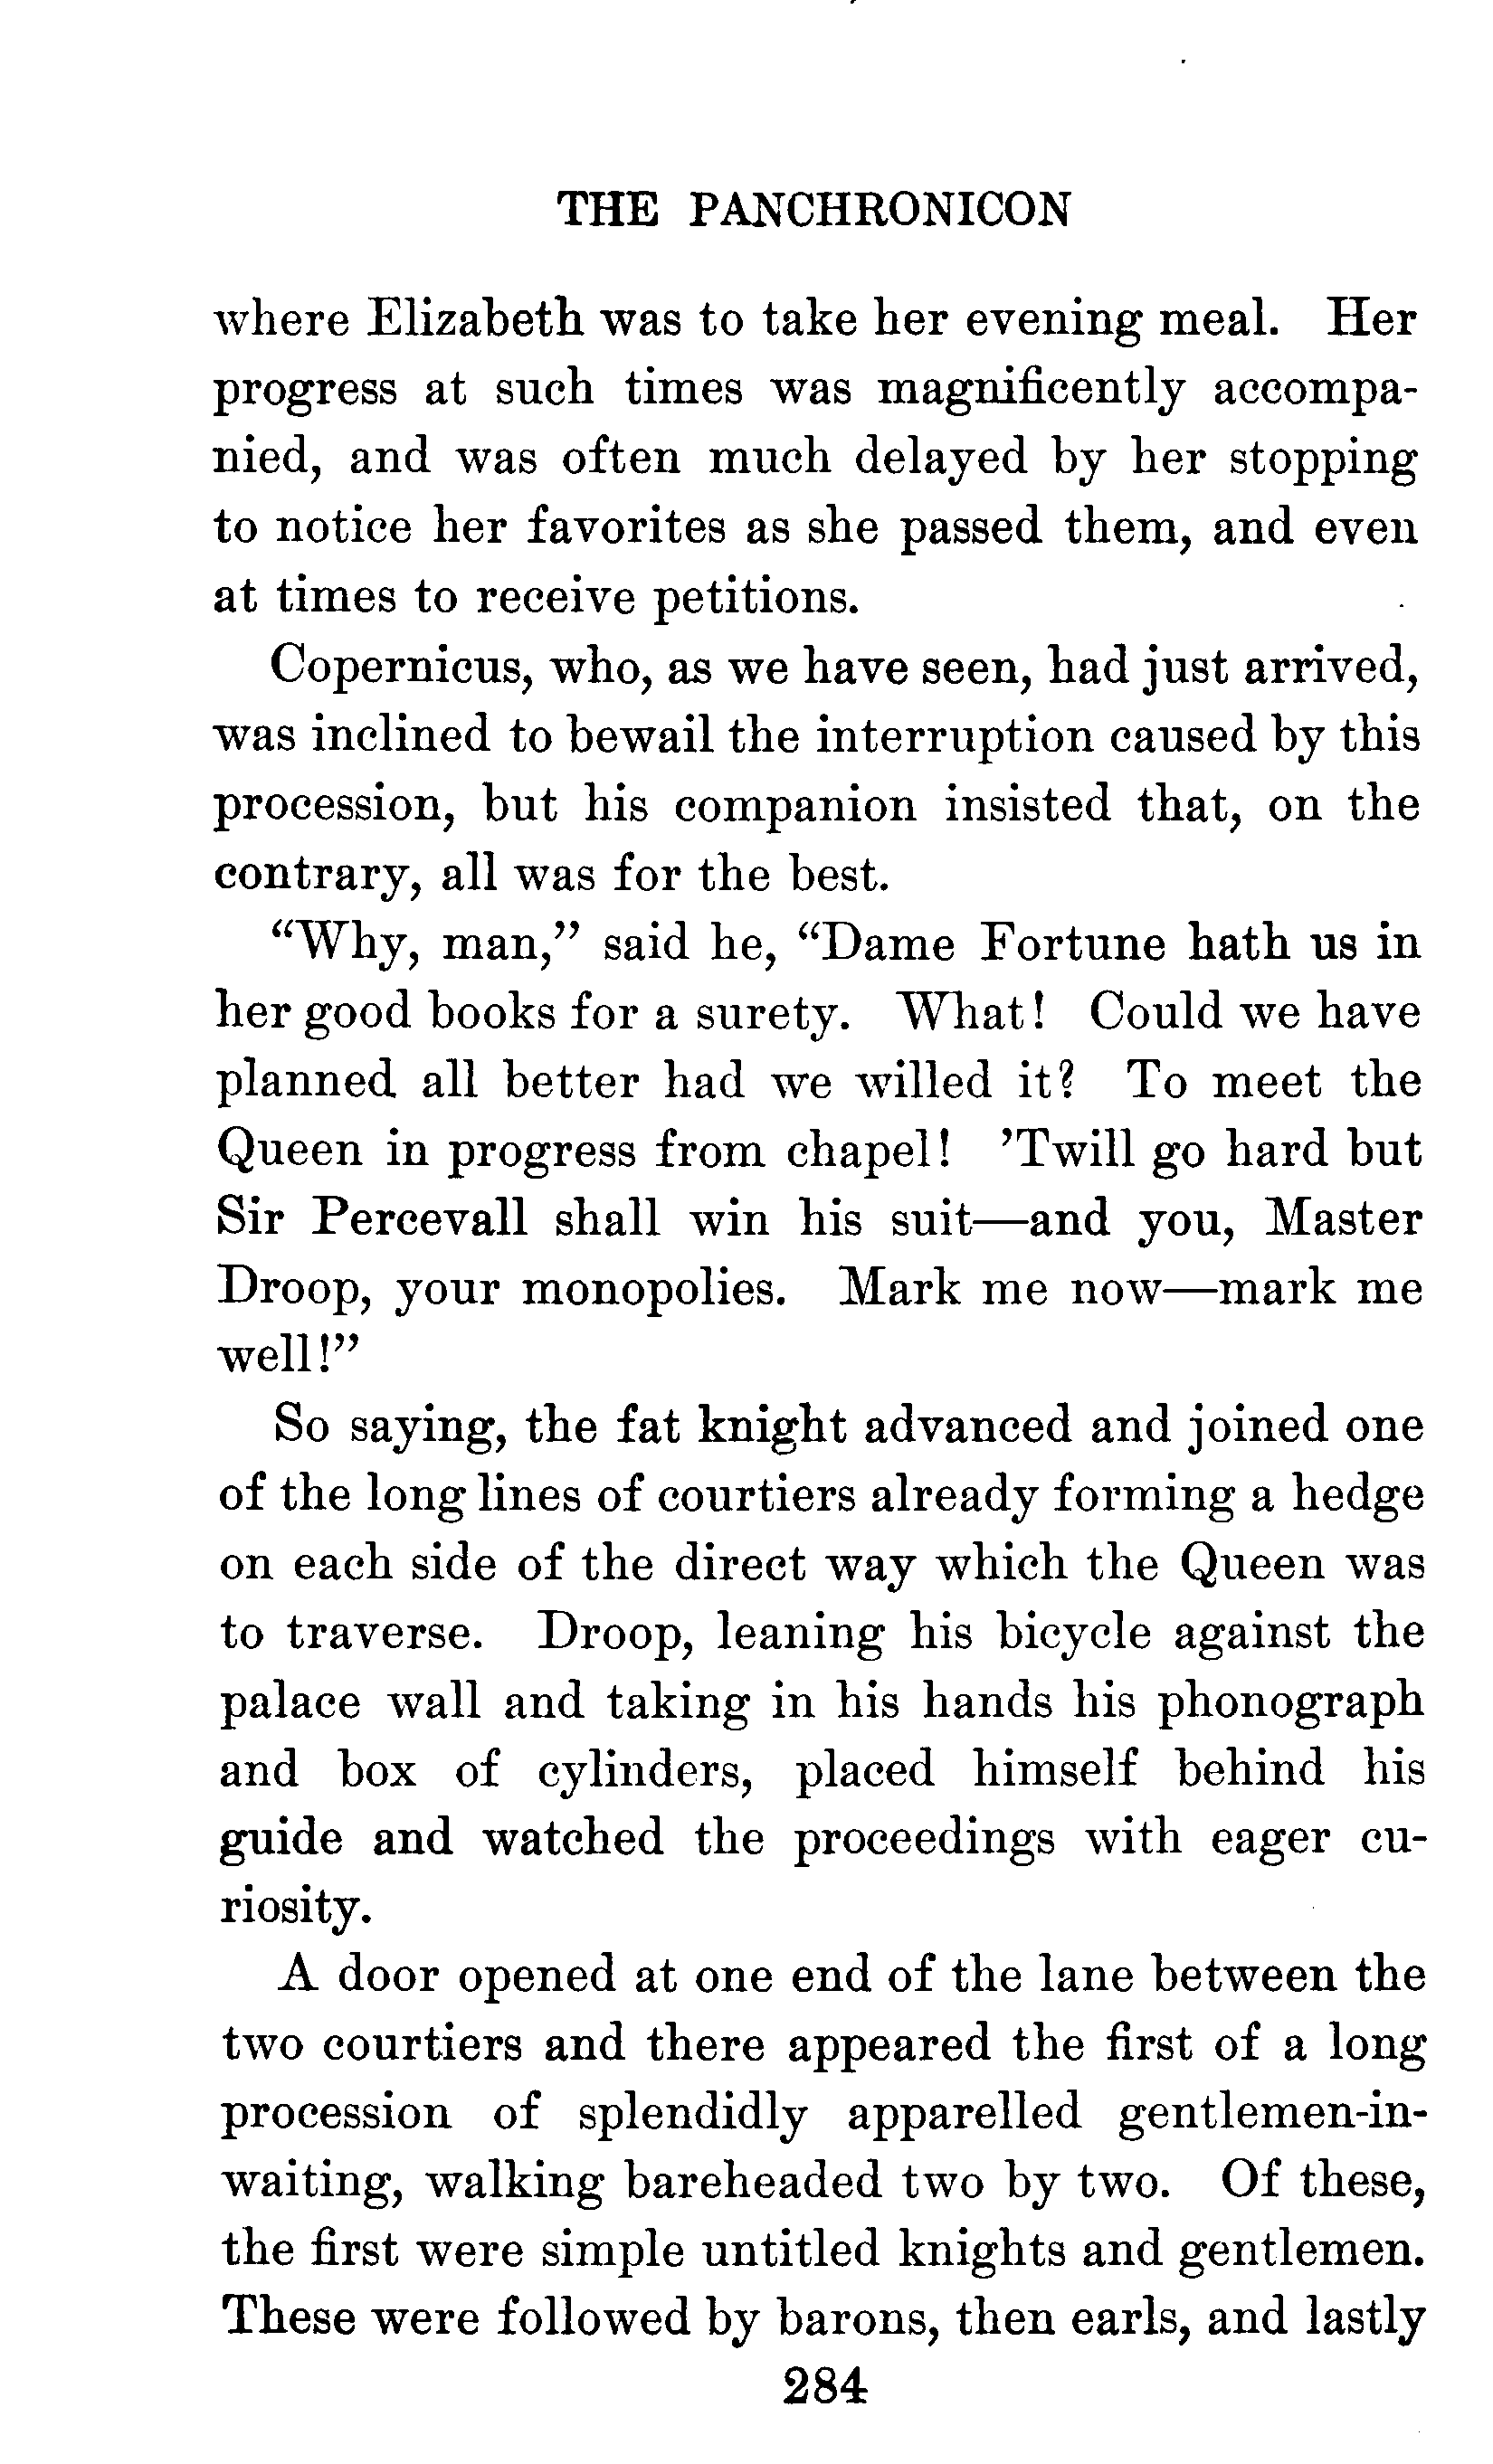 THE PANCHRONICON
where Elizabeth was to take her evening meal. Her
progress at such times was magnificently accompa-
nied, and was often much delayed by her stopping
to notice her favorites as she passed them, and even
at times to receive petitions.
Copernicus, who, as we have seen, had just arrived,
was inclined to bewail the interruption caused by this
procession, but his companion insisted that, on the
contrary, all was for the best.
“Why, man,” said he, “Dame Fortune hath us in
her good books for a surety. What! Could we have
planned all better had we willed it? To meet the
Queen in progress from chapel! ’Twill go hard but
Sir Percevall shall win his suit—and you, Master
Droop, your monopolies. Mark me now—mark me
well!”
So saying, the fat knight advanced and joined one
of the long lines of courtiers already forming a hedge
on each side of the direct way which the Queen was
to traverse. Droop, leaning his bicycle against the
palace wall and taking in his hands his phonograph
and box of cylinders, placed himself behind his
guide and watched the proceedings with eager cu-
riosity.
A door opened at one end of the lane between the
two courtiers and there appeared the first of a long
procession of splendidly apparelled gentlemen-in-
waiting, walking bareheaded two by two. Of these,
the first were simple untitled knights and gentlemen.
These were followed by barons, then earls, and lastly
284